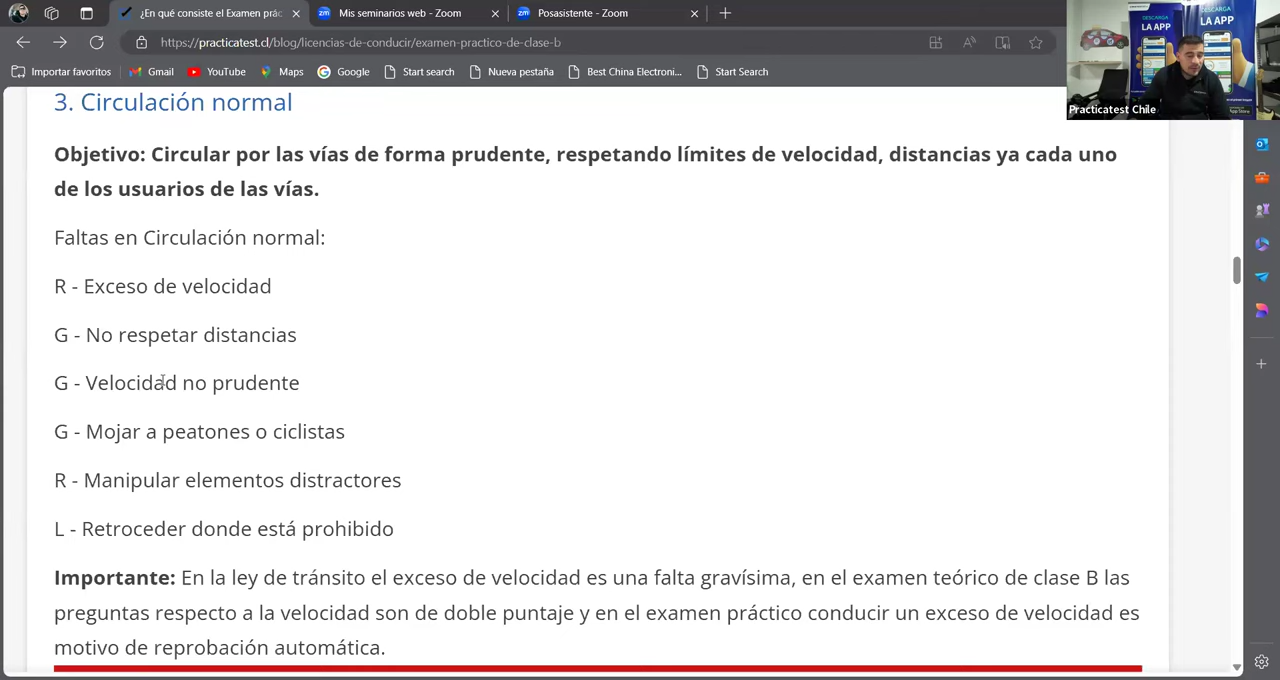 ¿En qué consiste el Examen prác
Mis seminarios web - Zoom
Posasistente - Zoom
https://practicatest.cl/blog/licencias-de-conducir/examen-practico-de-clase-b
Importar favoritos
Gmail
YouTube
Maps
Google
Start search
Nueva pestaña
Best China Electroni...
Start Search
DESCARGA
LA APP
DESCARGA
LA APP
Practicatest Chile
3. Circulación normal
Objetivo: Circular por las vías de forma prudente, respetando límites de velocidad, distancias ya cada uno
de los usuarios de las vías.
Faltas en Circulación normal:
R - Exceso de velocidad
G - No respetar distancias
G - Velocidad no prudente
G - Mojar a peatones o ciclistas
R - Manipular elementos distractores
L - Retroceder donde está prohibido
Importante: En la ley de tránsito el exceso de velocidad es una falta gravísima, en el examen teórico de clase B las
preguntas respecto a la velocidad son de doble puntaje y en el examen práctico conducir un exceso de velocidad es
motivo de reprobación automática.